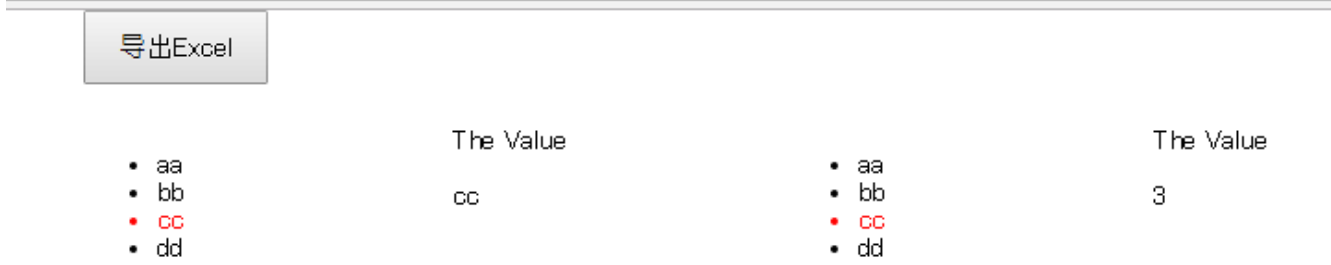 导出Excel
The Value
aa
bb
cc
dd
cc
The Value
aa
bb
cc
dd
3